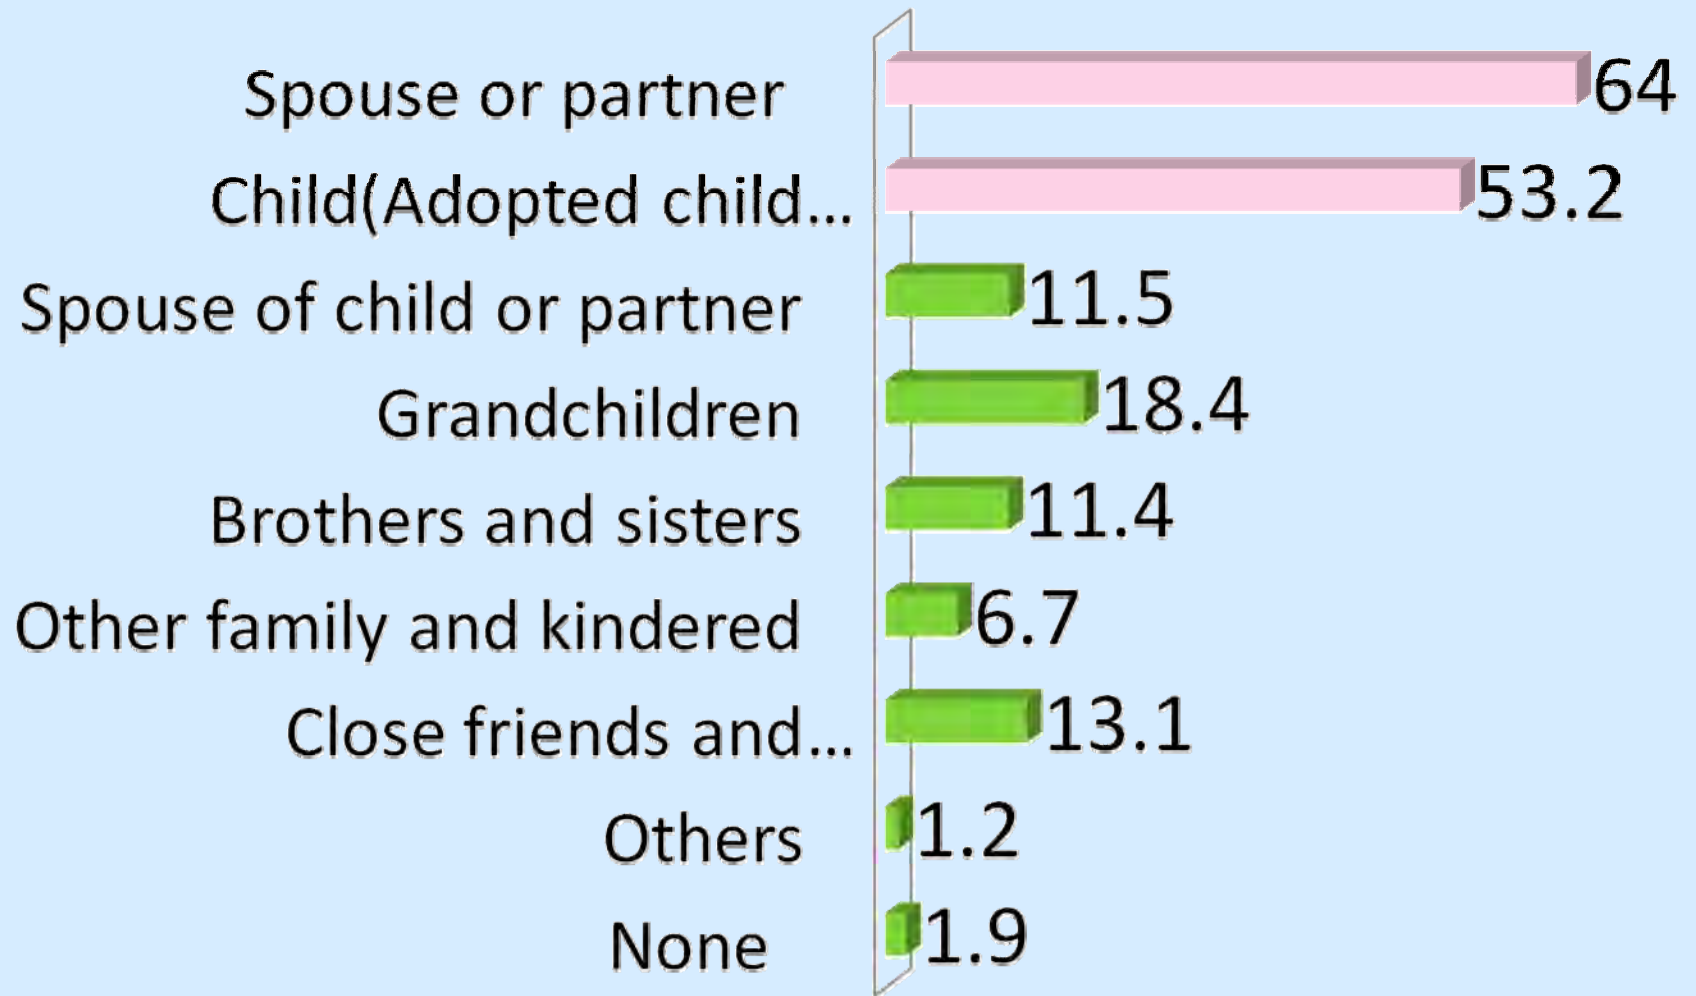 Spouse or partner 64
Child(Adopted child... 53.2
Spouse of child or partner 11.5
Grandchildren 18.4
Brothers and sisters 11.4
Other family and kindered 6.7
Close friends and... 13.1
Others 1.2
None 1.9